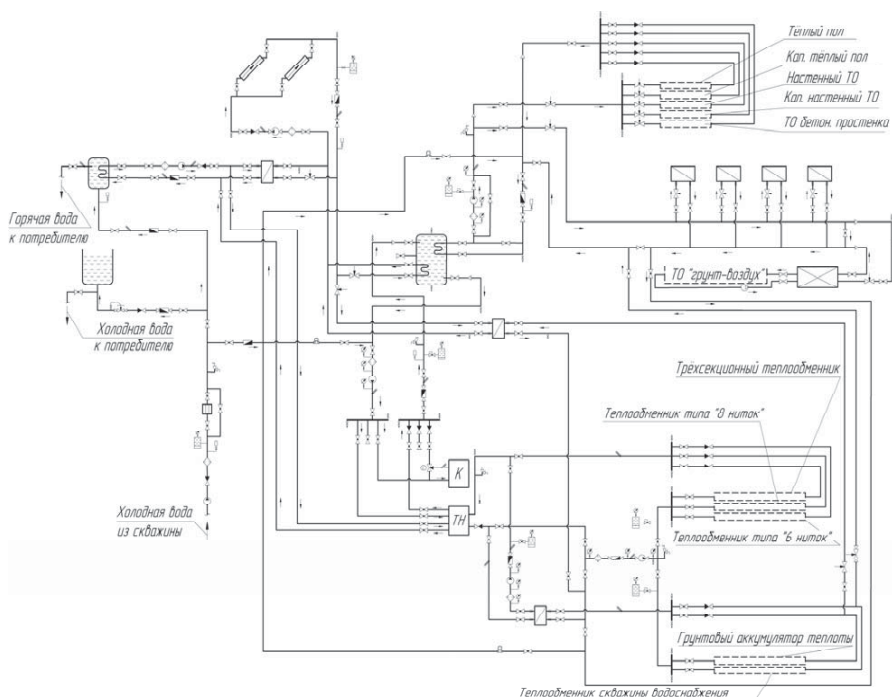 Тёплый пол
Кап. тёплый пол
Настенный ТО
Кап. настенный ТО
ТО бетон. простенка
Горячая вода
к потребителю
ТО "грунт-воздух"
Холодная вода
к потребителю
Трёхсекционный теплообменник
Теплообменник типа "8 ниток"
К
ТН
Холодная вода
из скважины
Теплообменник типа "6 ниток"
Грунтовый аккумулятор теплоты
Теплообменник скважины водоснабжения